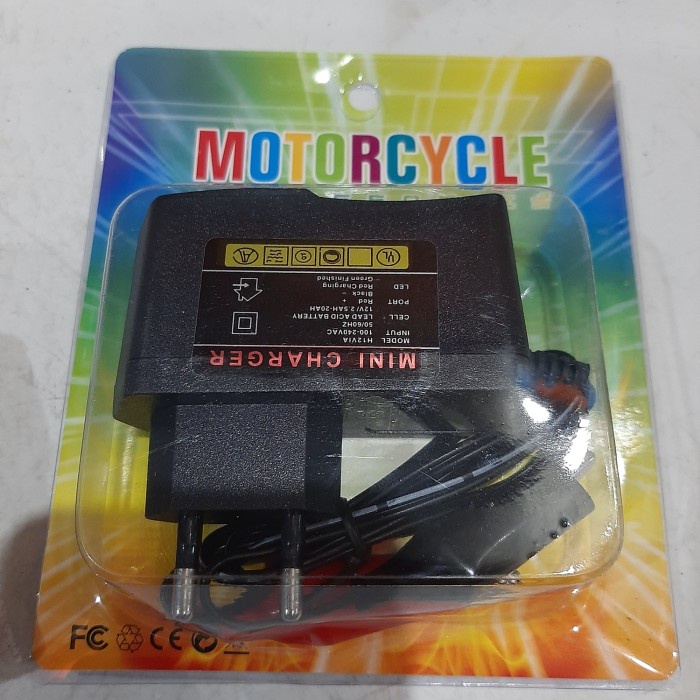 MOTORCYCLE
MINI CHARGER
MODEL H12V1A
INPUT 100-240VAC
50/60HZ
CELL LEAD ACID BATTERY
12V/2.5AH-20AH
PORT Red +
Black -
LED Red Charging
Green Finished
UL
FC CE